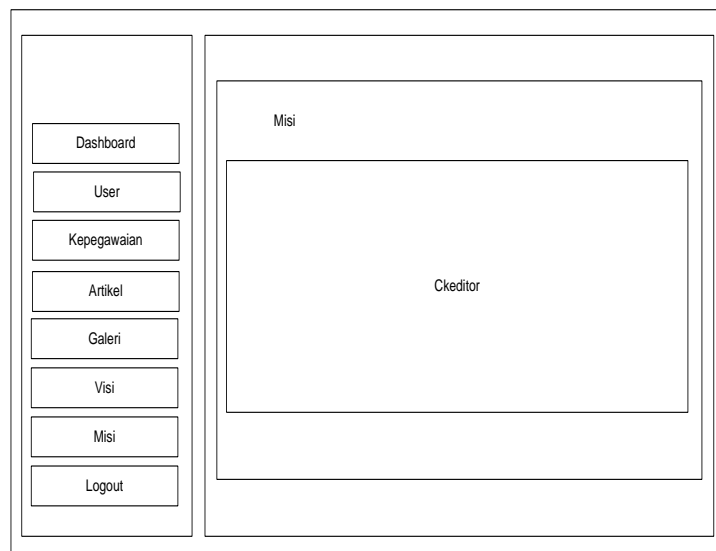 Dashboard
User
Kepegawaian
Artikel
Galeri
Visi
Misi
Logout
Misi
Ckeditor